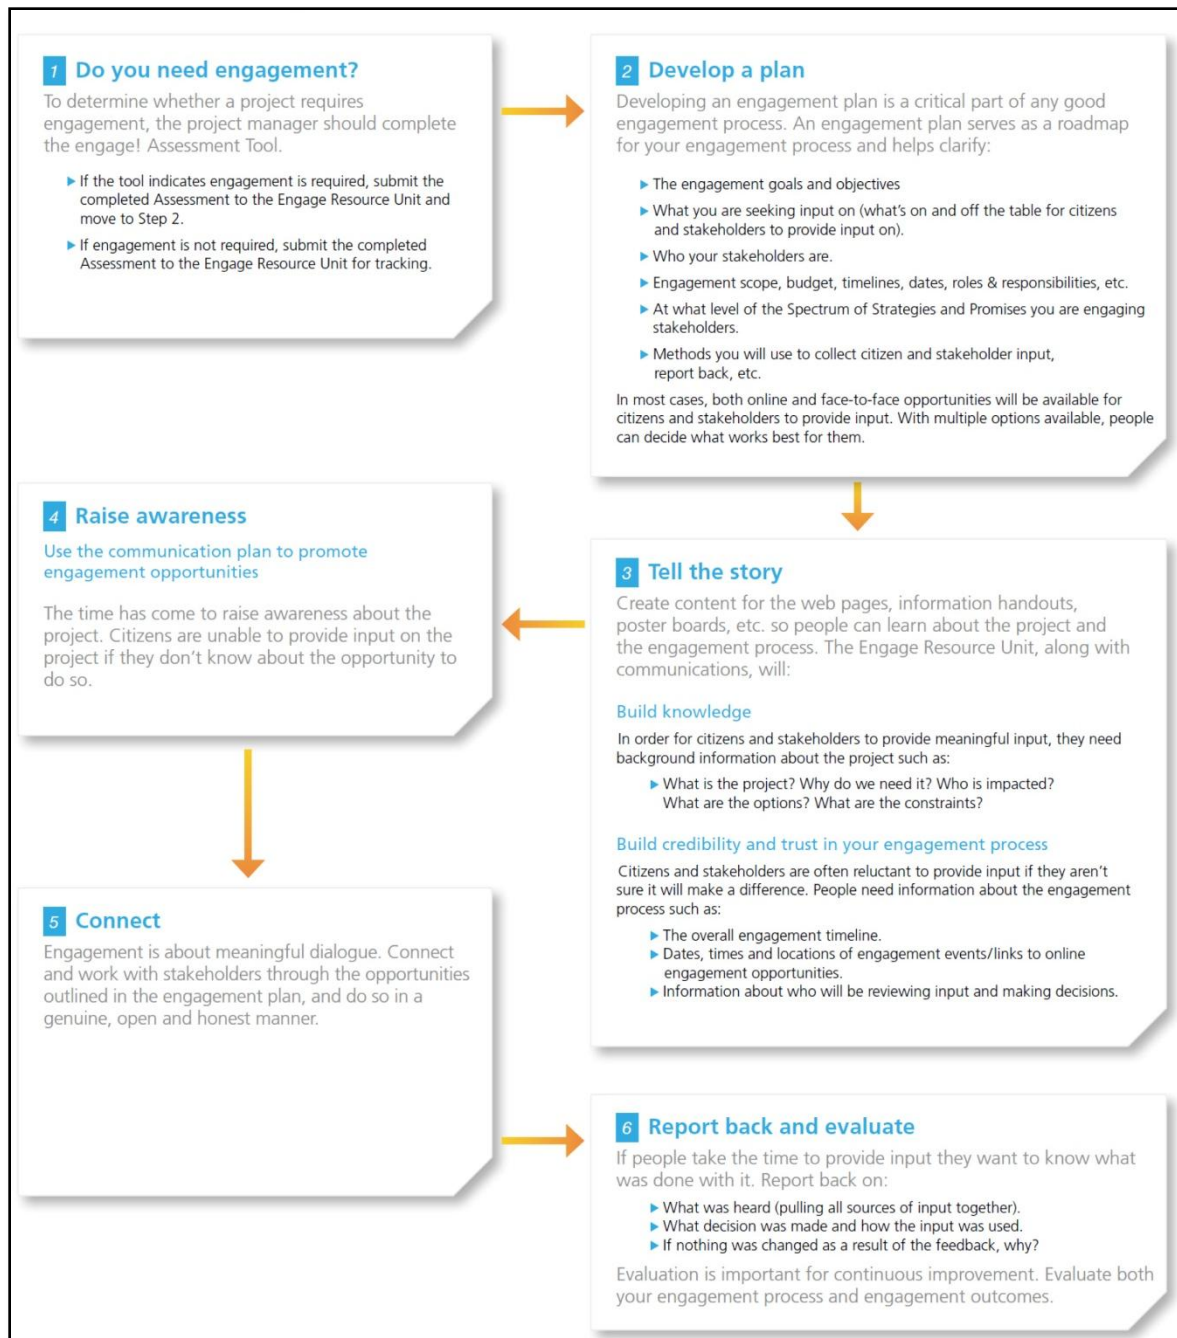 1 Do you need engagement?
To determine whether a project requires
engagement, the project manager should complete
the engage! Assessment Tool.
▶ If the tool indicates engagement is required, submit the
completed Assessment to the Engage Resource Unit and
move to Step 2.
▶ If engagement is not required, submit the completed
Assessment to the Engage Resource Unit for tracking.
2 Develop a plan
Developing an engagement plan is a critical part of any good
engagement process. An engagement plan serves as a roadmap
for your engagement process and helps clarify:
▶ The engagement goals and objectives
▶ What you are seeking input on (what's on and off the table for citizens
and stakeholders to provide input on).
▶ Who your stakeholders are.
▶ Engagement scope, budget, timelines, dates, roles & responsibilities, etc.
▶ At what level of the Spectrum of Strategies and Promises you are engaging
stakeholders.
▶ Methods you will use to collect citizen and stakeholder input,
report back, etc.
In most cases, both online and face-to-face opportunities will be available for
citizens and stakeholders to provide input. With multiple options available, people
can decide what works best for them.
3 Tell the story
Create content for the web pages, information handouts,
poster boards, etc. so people can learn about the project and
the engagement process. The Engage Resource Unit, along with
communications, will:
Build knowledge
In order for citizens and stakeholders to provide meaningful input, they need
background information about the project such as:
▶ What is the project? Why do we need it? Who is impacted?
What are the options? What are the constraints?
Build credibility and trust in your engagement process
Citizens and stakeholders are often reluctant to provide input if they aren't
sure it will make a difference. People need information about the engagement
process such as:
▶ The overall engagement timeline.
▶ Dates, times and locations of engagement events/links to online
engagement opportunities.
▶ Information about who will be reviewing input and making decisions.
4 Raise awareness
Use the communication plan to promote
engagement opportunities
The time has come to raise awareness about the
project. Citizens are unable to provide input on the
project if they don't know about the opportunity to
do so.
5 Connect
Engagement is about meaningful dialogue. Connect
and work with stakeholders through the opportunities
outlined in the engagement plan, and do so in a
genuine, open and honest manner.
6 Report back and evaluate
If people take the time to provide input they want to know what
was done with it. Report back on:
▶ What was heard (pulling all sources of input together).
▶ What decision was made and how the input was used.
▶ If nothing was changed as a result of the feedback, why?
Evaluation is important for continuous improvement. Evaluate both
your engagement process and engagement outcomes.